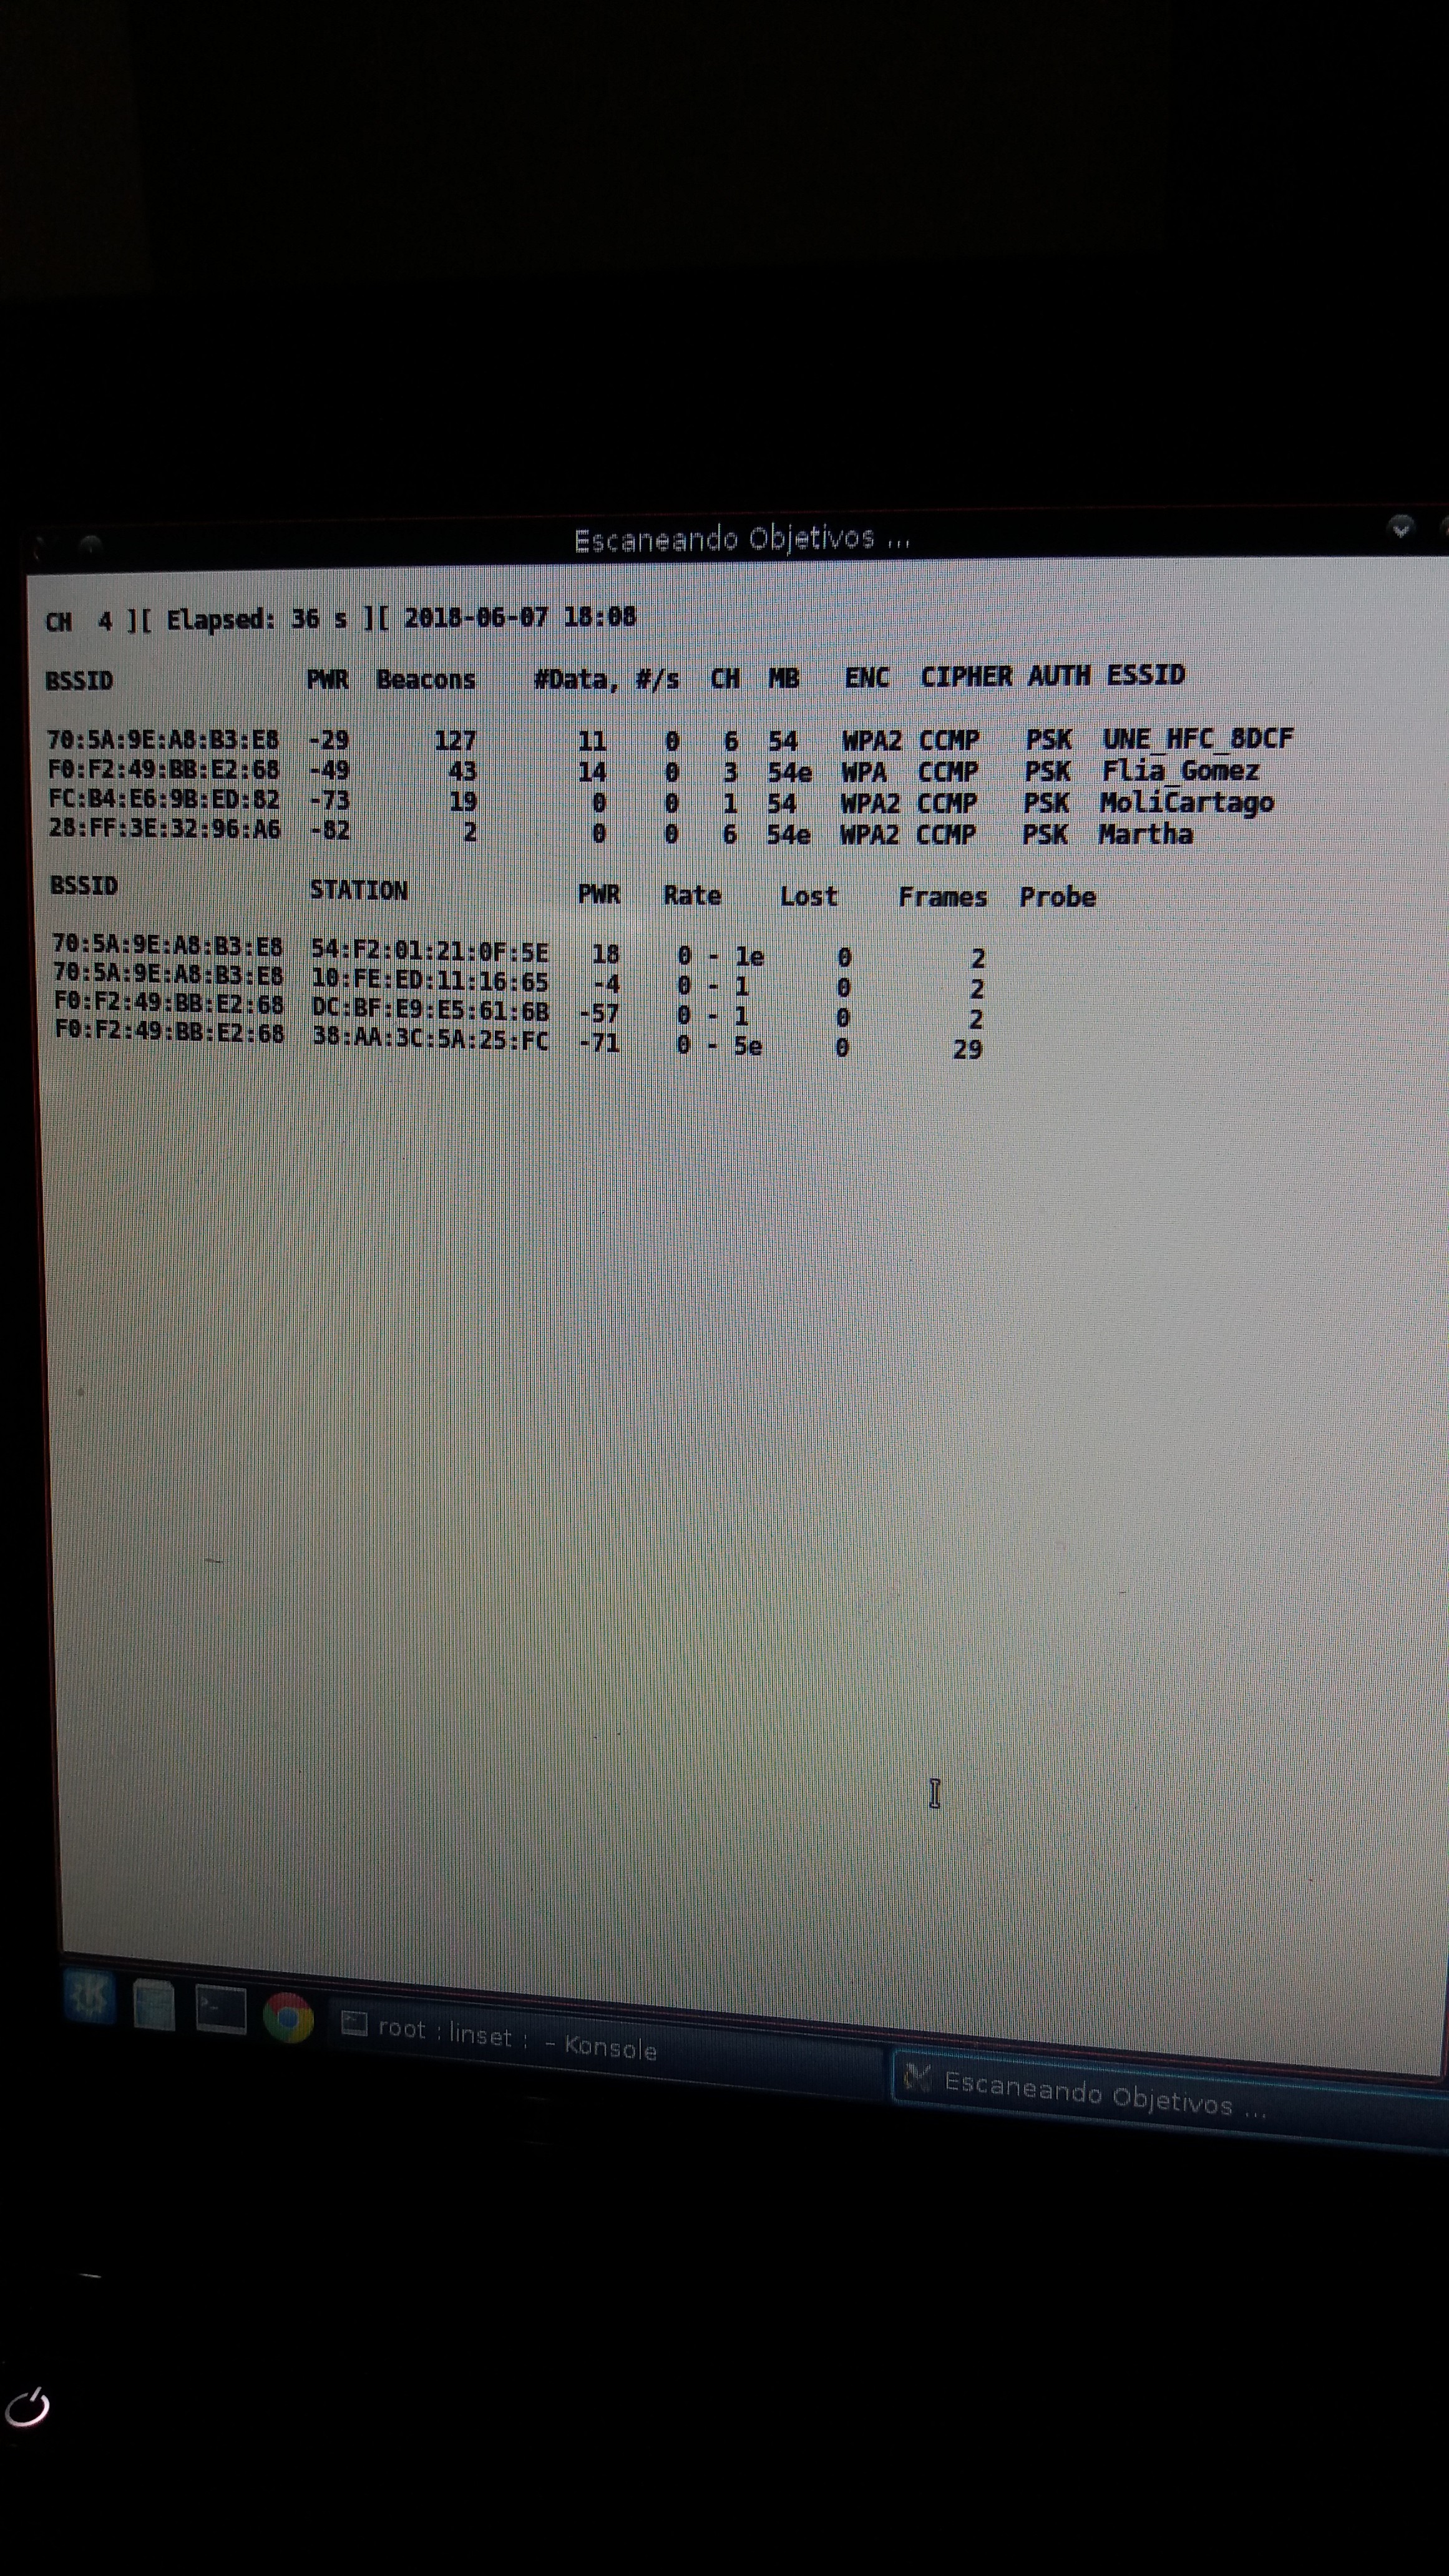 Escaneando Objetivos ...
CH 4 ][ Elapsed: 36 s ][ 2018-06-07 18:08
BSSID PWR Beacons #Data, #/s CH MB ENC CIPHER AUTH ESSID
70:5A:9E:A8:B3:E8 -29 127 11 0 6 54 WPA2 CCMP PSK UNE_HFC_8DCF
F0:F2:49:BB:E2:68 -49 43 14 0 3 54e WPA CCMP PSK Flia_Gomez
FC:B4:E6:9B:ED:82 -73 19 0 0 1 54 WPA2 CCMP PSK MoliCartago
28:FF:3E:32:96:A6 -82 2 0 0 6 54e WPA2 CCMP PSK Martha
BSSID STATION PWR Rate Lost Frames Probe
70:5A:9E:A8:B3:E8 54:F2:01:21:0F:5E 18 0 - 1e 0 2
70:5A:9E:A8:B3:E8 10:FE:ED:11:16:65 -4 0 - 1 0 2
F0:F2:49:BB:E2:68 DC:BF:E9:E5:61:6B -57 0 - 1 0 2
F0:F2:49:BB:E2:68 38:AA:3C:5A:25:FC -71 0 - 5e 0 29
root : linset : - Konsole
Escaneando Objetivos ...